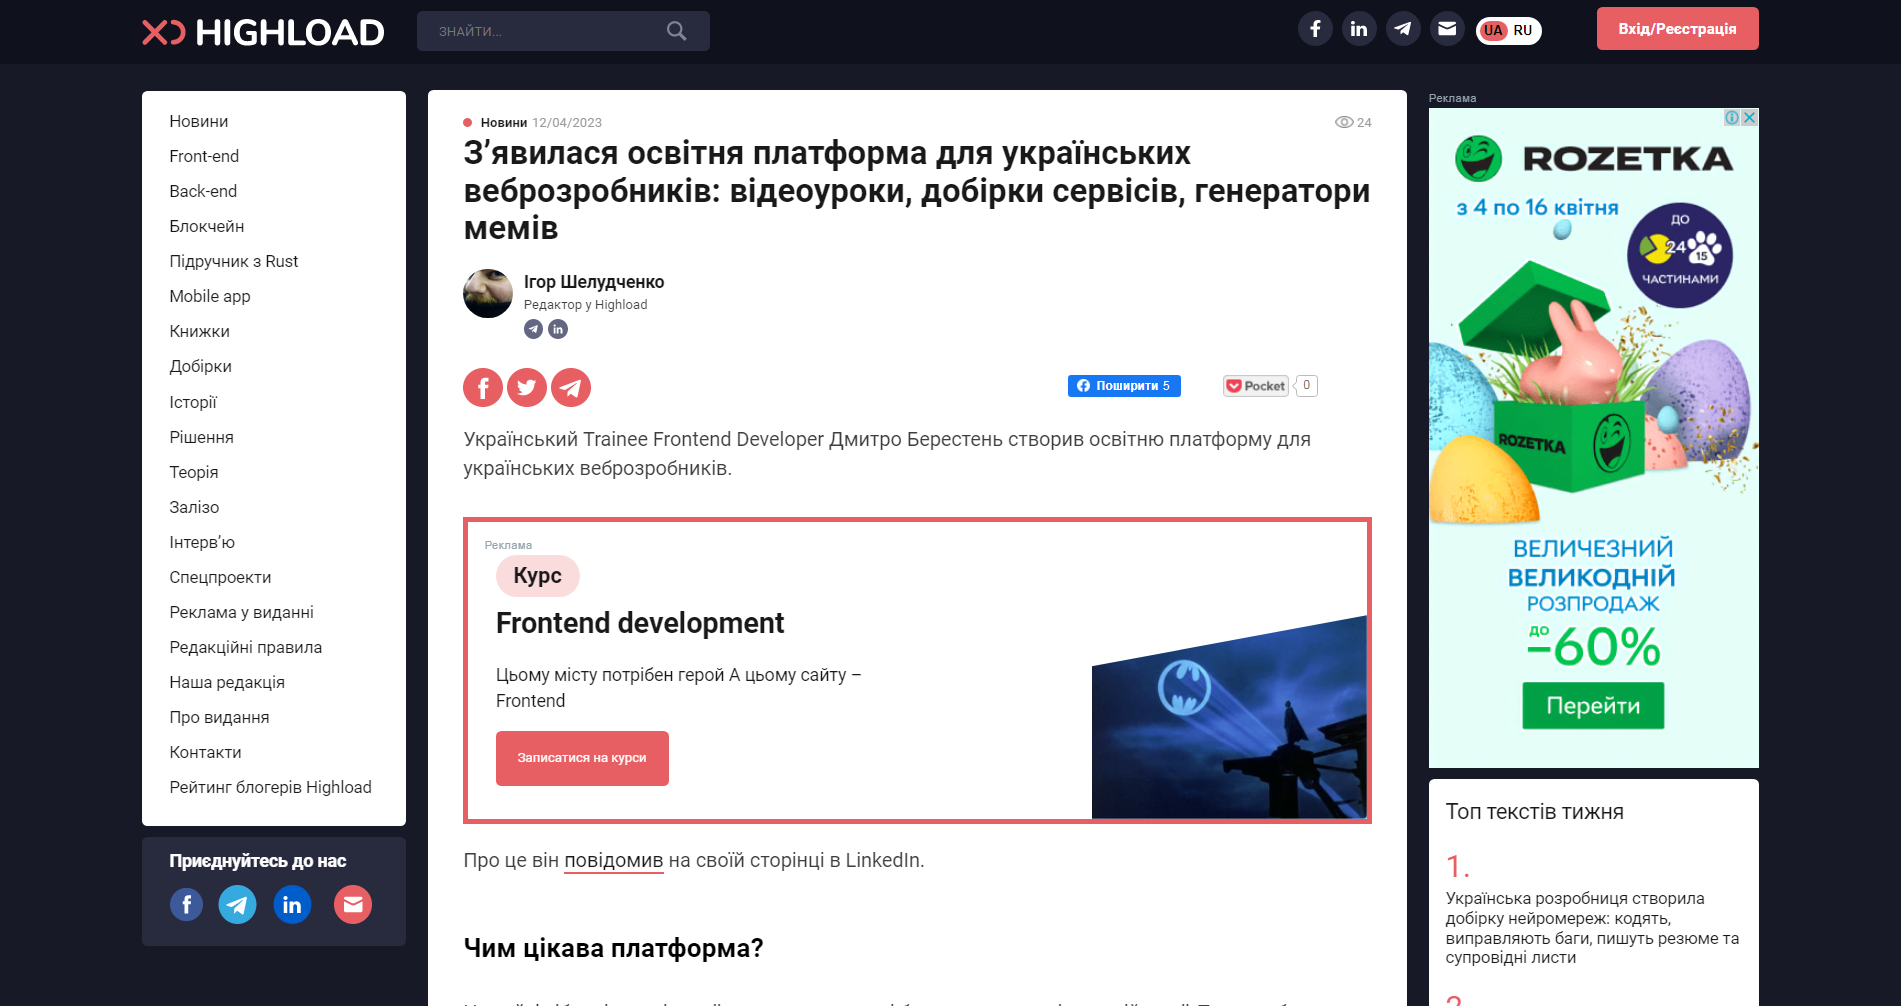 HIGHLOAD
ЗНАЙТИ...
UA RU
Вхід/Реєстрація
Новини
Front-end
Back-end
Блокчейн
Підручник з Rust
Mobile app
Книжки
Добірки
Історії
Рішення
Теорія
Залізо
Інтерв’ю
Спецпроекти
Реклама у виданні
Редакційні правила
Наша редакція
Про видання
Контакти
Рейтинг блогерів Highload
Приєднуйтесь до нас
Новини 12/04/2023
24
З’явилася освітня платформа для українських
веброзробників: відеоуроки, добірки сервісів, генератори
мемів
Ігор Шелудченко
Редактор у Highload
Поширити 5
Pocket 0
Український Trainee Frontend Developer Дмитро Берестень створив освітню платформу для
українських веброзробників.
Реклама
Курс
Frontend development
Цьому місту потрібен герой А цьому сайту –
Frontend
Записатися на курси
Про це він повідомив на своїй сторінці в LinkedIn.
Чим цікава платформа?
Реклама
ROZETKA
з 4 по 16 квітня
ДО
24
15
ЧАСТИНАМИ
ROZETKA
ВЕЛИЧЕЗНИЙ
ВЕЛИКОДНІЙ
РОЗПРОДАЖ
ДО
–60%
Перейти
Топ текстів тижня
1.
Українська розробниця створила
добірку нейромереж: кодять,
виправляють баги, пишуть резюме та
супровідні листи
2.